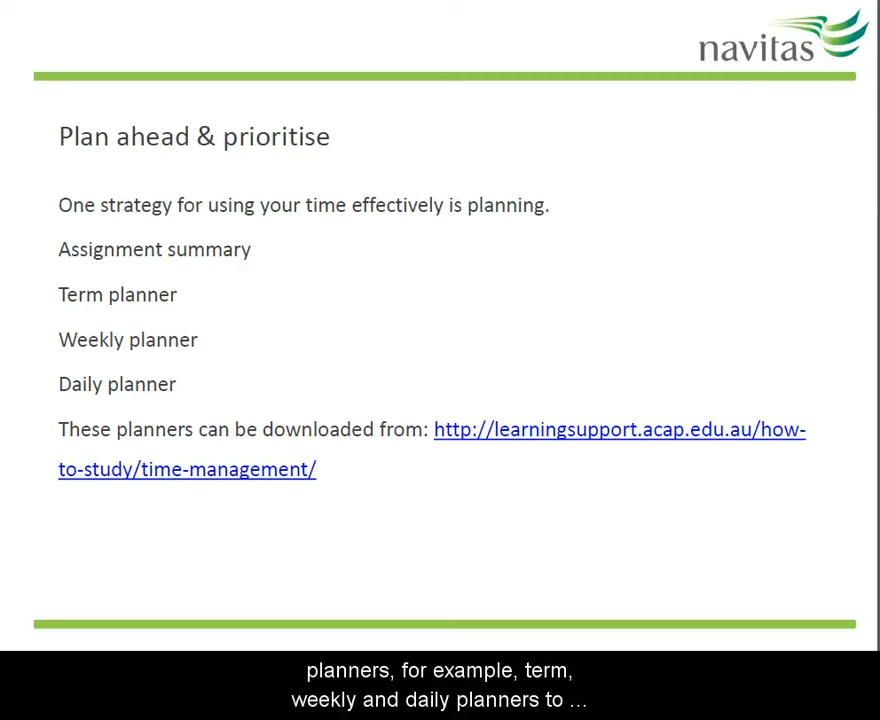 navitas
Plan ahead & prioritise
One strategy for using your time effectively is planning.
Assignment summary
Term planner
Weekly planner
Daily planner
These planners can be downloaded from: http://learningsupport.acap.edu.au/how-
to-study/time-management/
planners, for example, term,
weekly and daily planners to ...